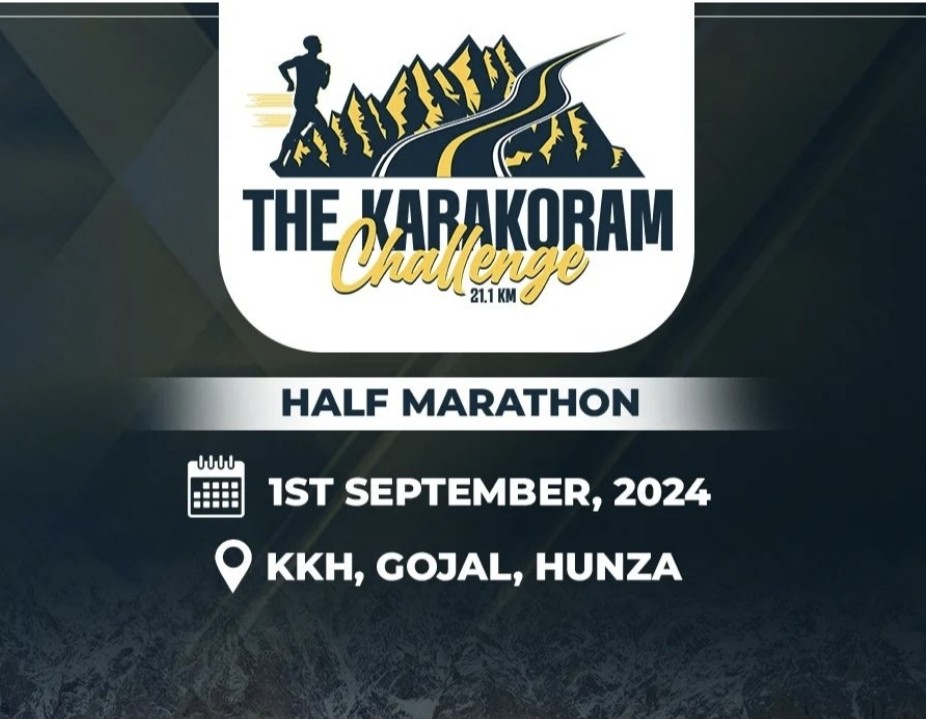 THE KARAKORAM
Challenge
21.1 KM
HALF MARATHON
1ST SEPTEMBER, 2024
KKH, GOJAL, HUNZA